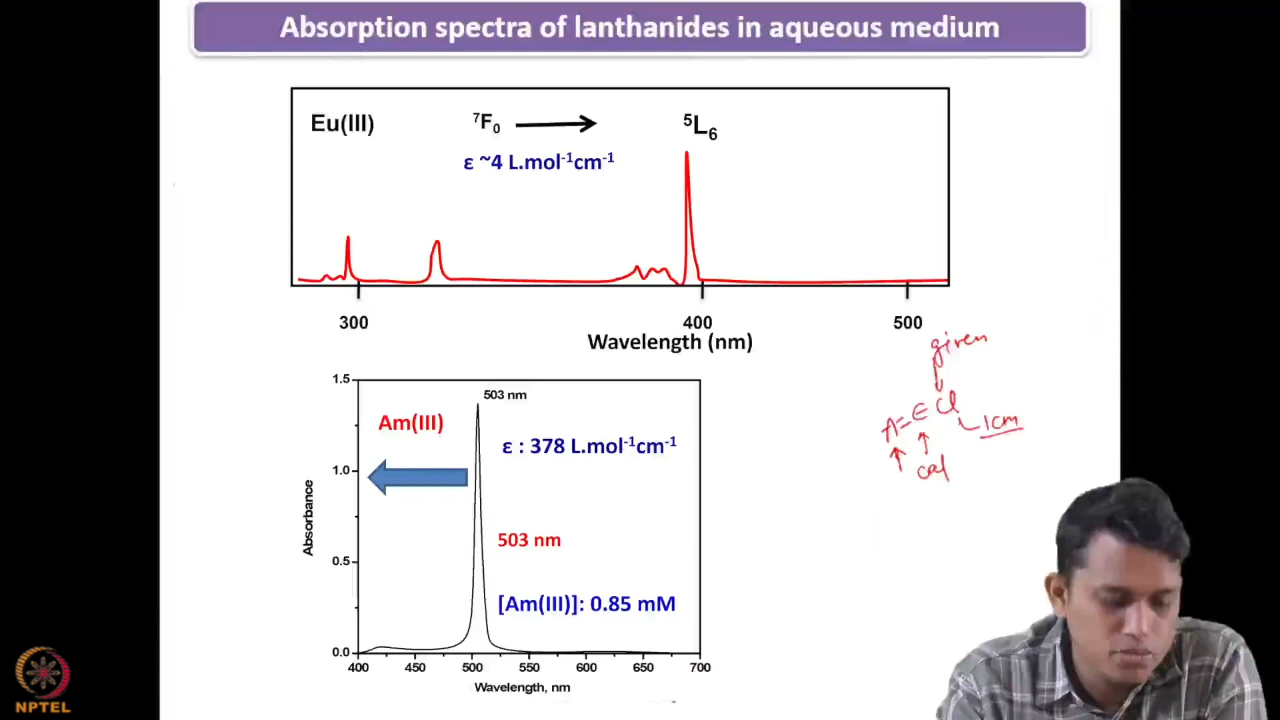 Absorption spectra of lanthanides in aqueous medium
Eu(III)
⁷F₀ → ⁵L₆
ε ~4 L.mol⁻¹cm⁻¹
300 400 500
Wavelength (nm)
given
A = ε Cl
1cm
cal
1.5
1.0
0.5
0.0
Absorbance
503 nm
Am(III)
ε : 378 L.mol⁻¹cm⁻¹
503 nm
[Am(III)]: 0.85 mM
400 450 500 550 600 650 700
Wavelength, nm
NPTEL